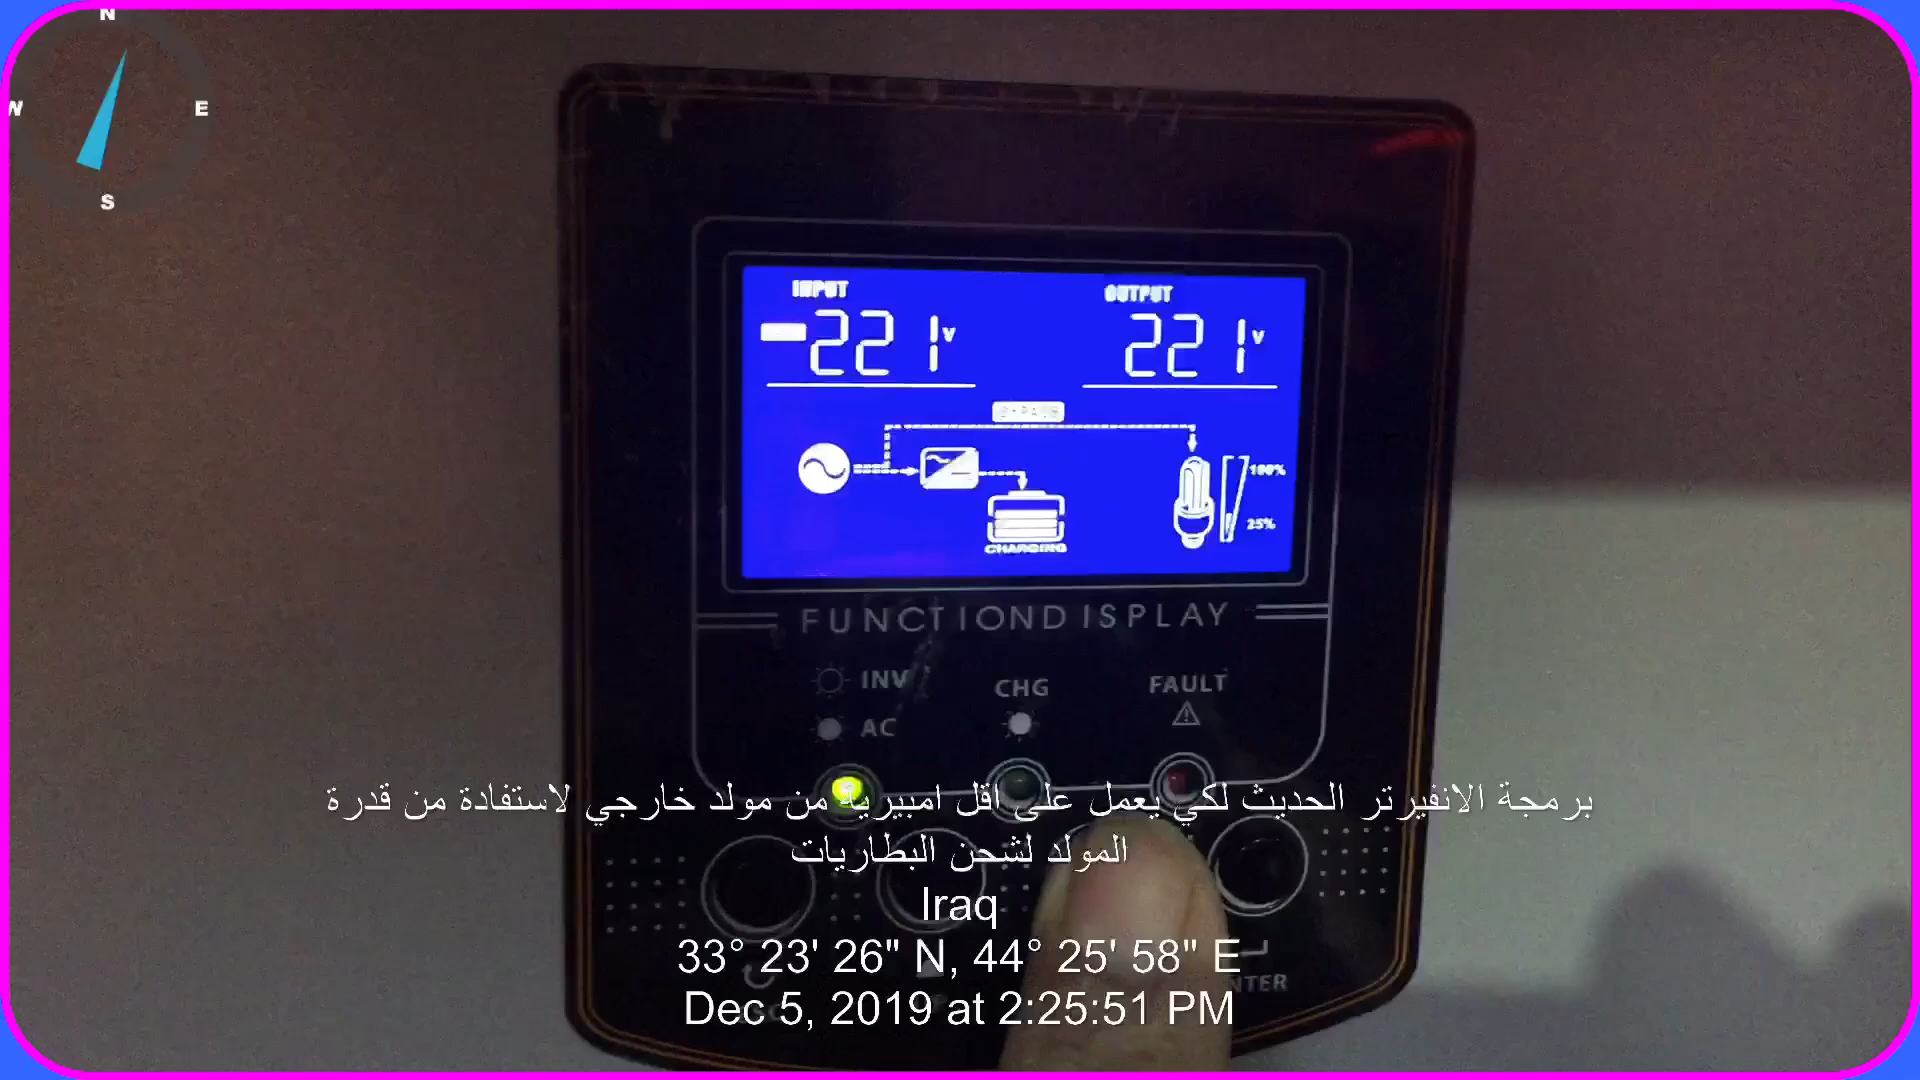 N
W E
S
INPUT OUTPUT
221V 221V
BYPASS
100%
25%
CHARGING
FUNCTIONDISPLAY
INV CHG FAULT
AC
برمجة الانفيرتر الحديث لكي يعمل على اقل امبيرية من مولد خارجي لاستفادة من قدرة
المولد لشحن البطاريات
Iraq
33° 23' 26" N, 44° 25' 58" E
Dec 5, 2019 at 2:25:51 PM